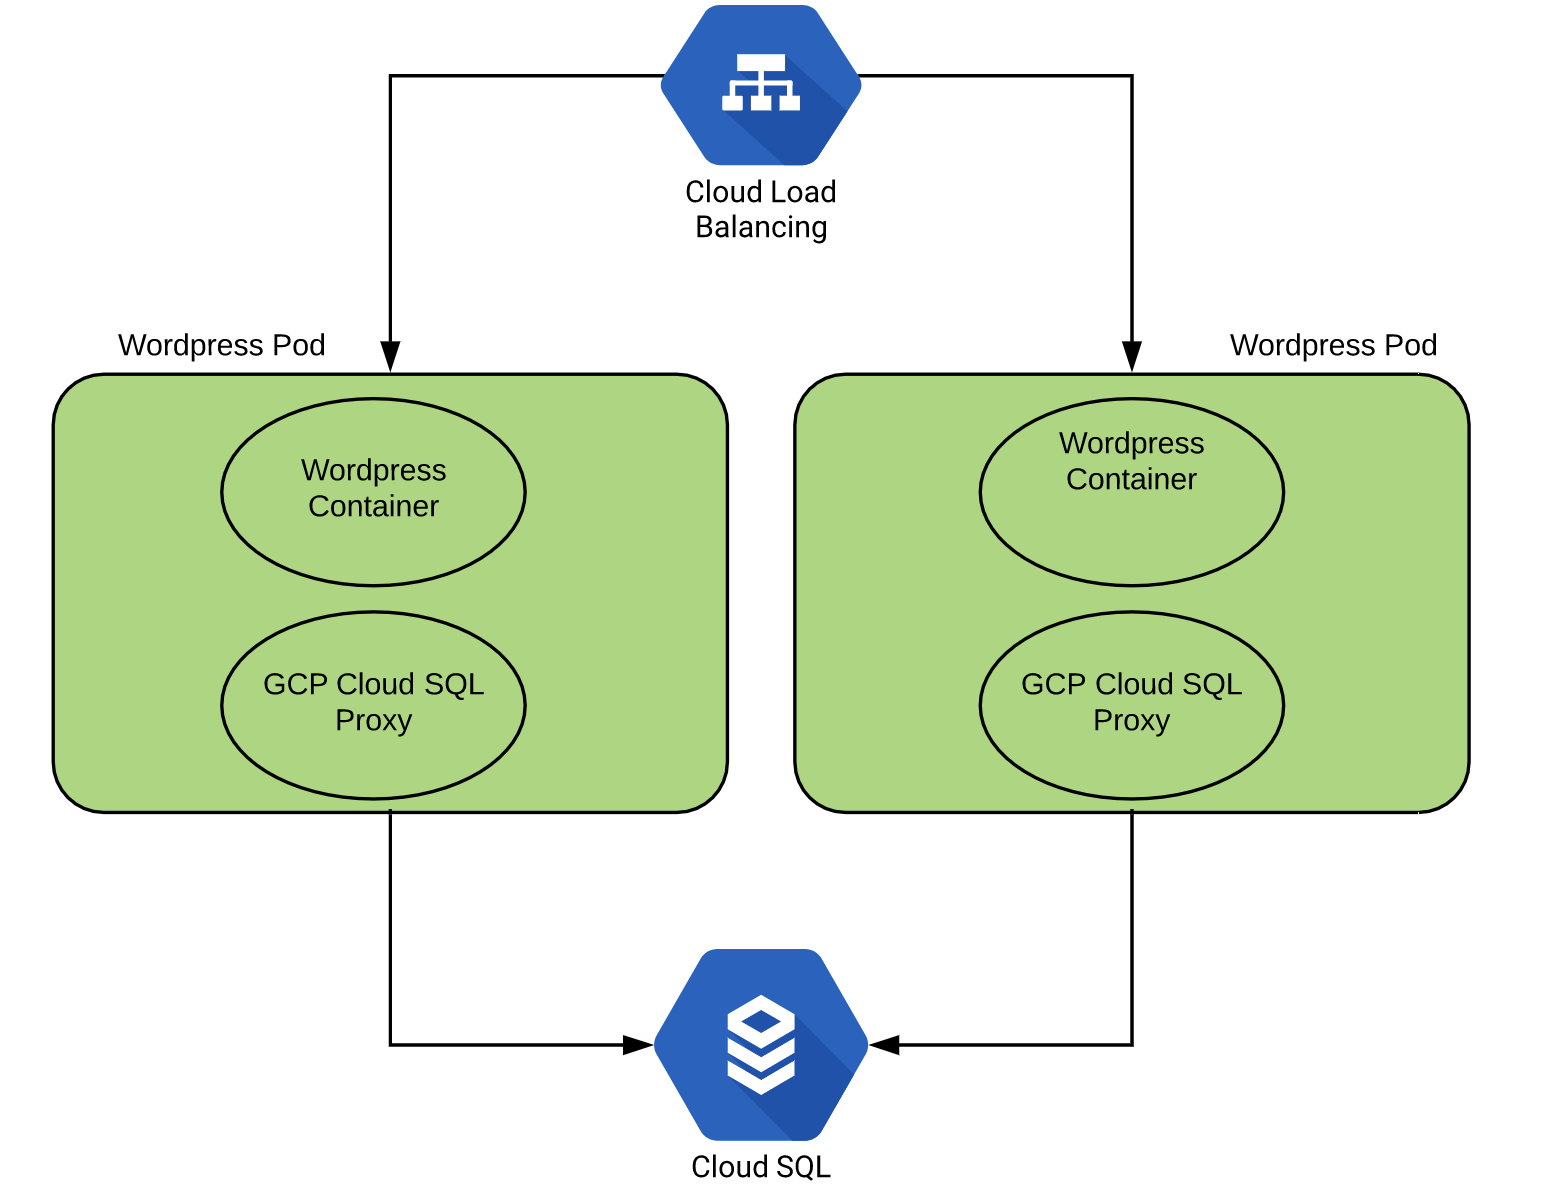 Cloud Load
Balancing
Wordpress Pod
Wordpress Pod
Wordpress
Container
Wordpress
Container
GCP Cloud SQL
Proxy
GCP Cloud SQL
Proxy
Cloud SQL